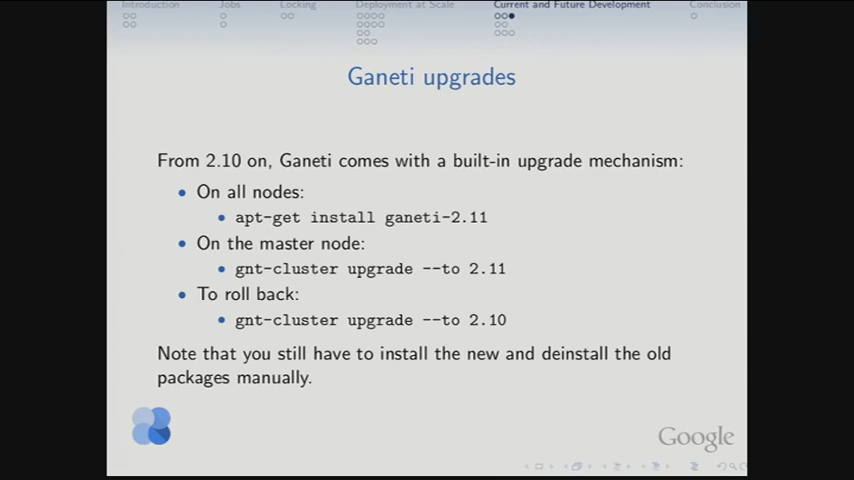 Introduction Jobs Locking Deployment at Scale Current and Future Development Conclusion
Ganeti upgrades
From 2.10 on, Ganeti comes with a built-in upgrade mechanism:
On all nodes:
apt-get install ganeti-2.11
On the master node:
gnt-cluster upgrade --to 2.11
To roll back:
gnt-cluster upgrade --to 2.10
Note that you still have to install the new and deinstall the old
packages manually.
Google